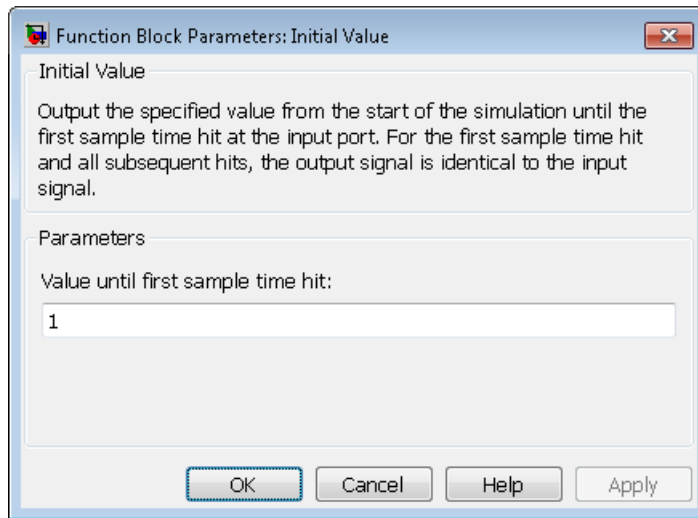 Function Block Parameters: Initial Value
Initial Value
Output the specified value from the start of the simulation until the
first sample time hit at the input port. For the first sample time hit
and all subsequent hits, the output signal is identical to the input
signal.
Parameters
Value until first sample time hit:
1
OK Cancel Help Apply